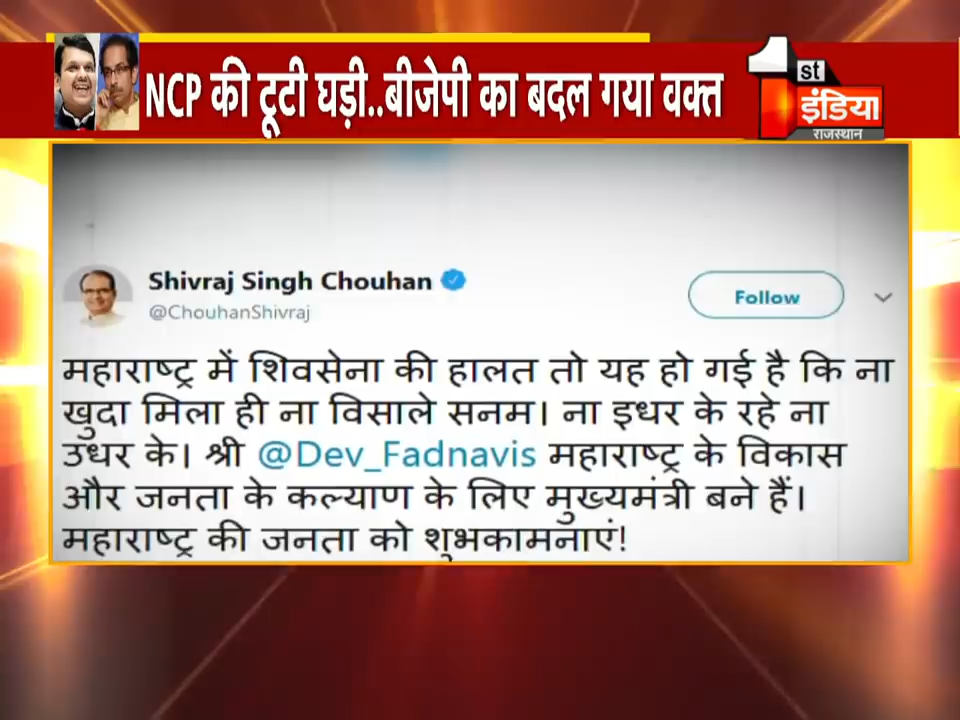 NCP की टूटी घड़ी..बीजेपी का बदल गया वक्त
1st
इंडिया
राजस्थान
Shivraj Singh Chouhan
@ChouhanShivraj
Follow
महाराष्ट्र में शिवसेना की हालत तो यह हो गई है कि ना
खुदा मिला ही ना विसाले सनम। ना इधर के रहे ना
उधर के। श्री @Dev_Fadnavis महाराष्ट्र के विकास
और जनता के कल्याण के लिए मुख्यमंत्री बने हैं।
महाराष्ट्र की जनता को शुभकामनाएं!